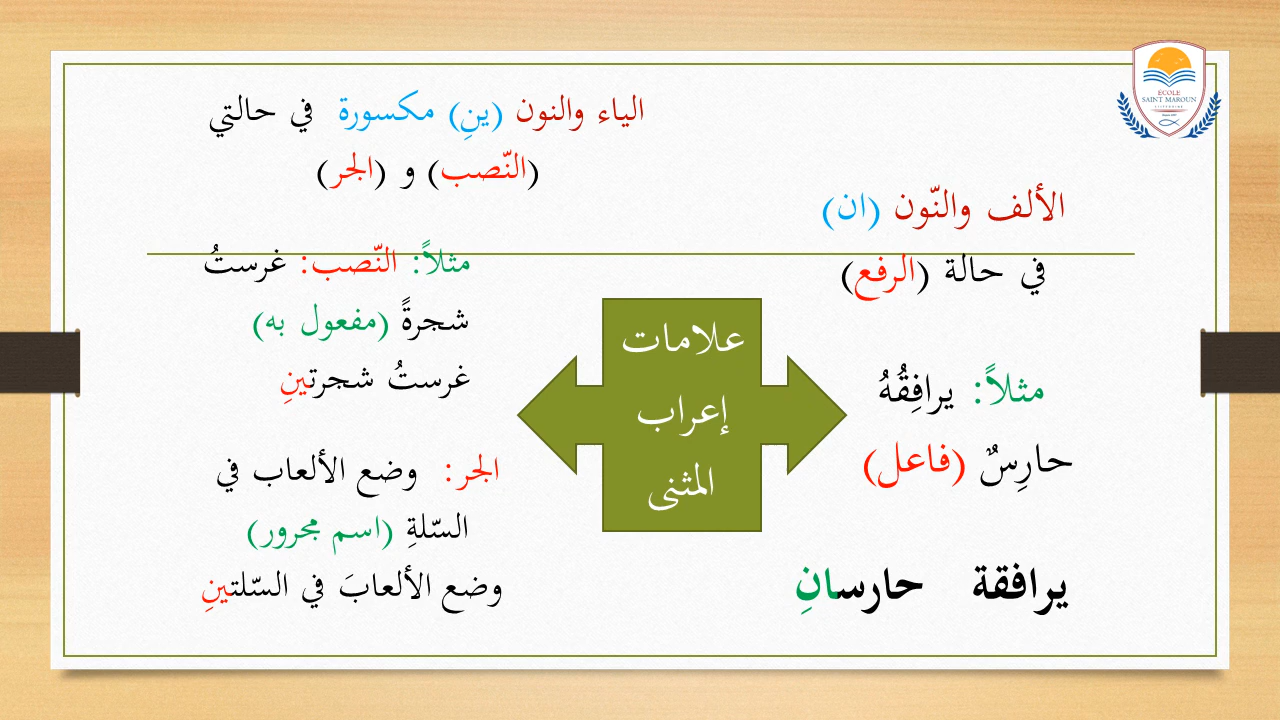 ECOLE
SAINT MAROUN
الألف والنّون (ان)
في حالة (الرفع)
مثلاً: يرافِقُهُ
حارِسٌ (فاعل)
يرافقة حارسانِ
علامات
إعراب
المثنى
الياء والنون (ينِ) مكسورة في حالتي
(النّصب) و (الجر)
مثلاً: النّصب: غرستُ
شجرةً (مفعول به)
غرستُ شجرتينِ
الجر: وضع الألعاب في
السّلةِ (اسم مجرور)
وضع الألعابَ في السّلتينِ